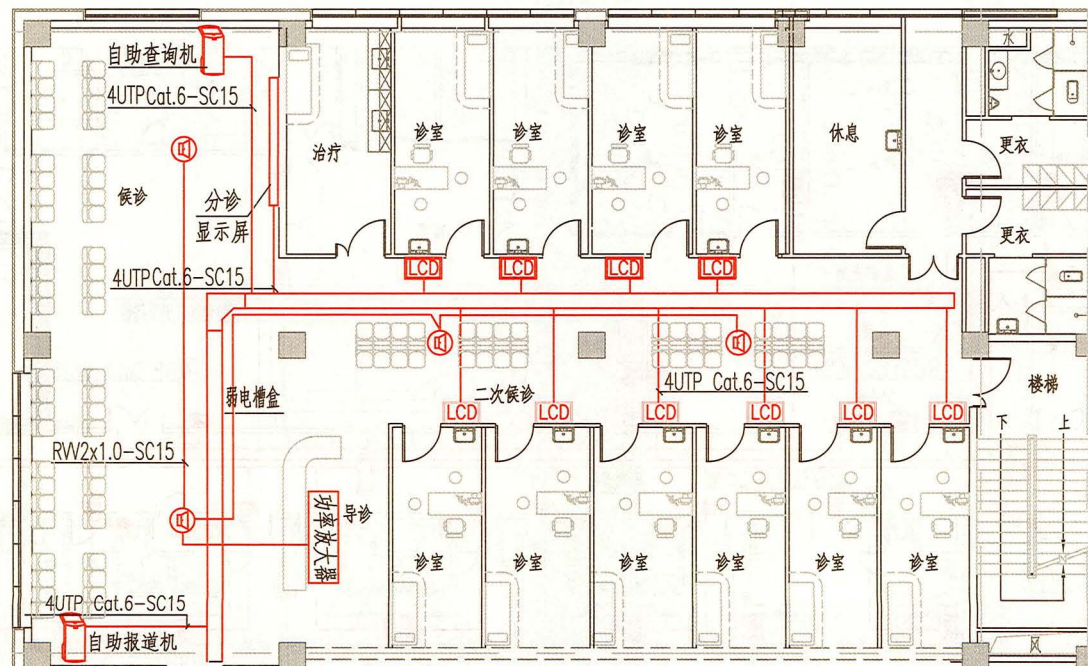 自助查询机
4UTPCat.6-SC15
候诊
分诊
显示屏
4UTPCat.6-SC15
治疗
诊室
诊室
诊室
诊室
休息
水
更衣
更衣
LCD
LCD
LCD
LCD
弱电槽盒
二次候诊
4UTP Cat.6-SC15
楼梯
下
上
LCD
LCD
LCD
LCD
LCD
LCD
RVV2x1.0-SC15
功率放大器
导诊
诊室
诊室
诊室
诊室
诊室
诊室
4UTP Cat.6-SC15
自助报道机
风